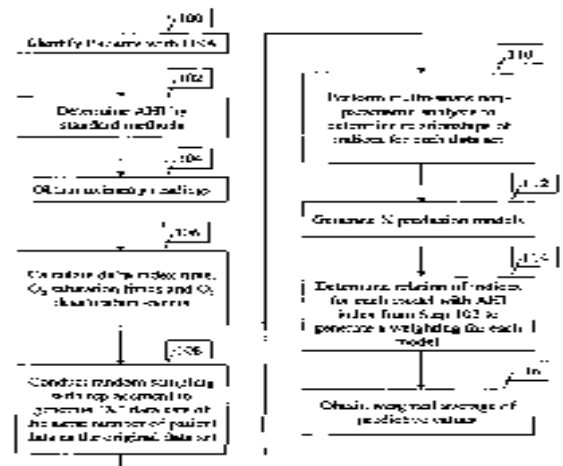 100
Identify Patients with OSA
102
Determine AHI by
standard methods
104
Obtain oximetry readings
106
Calculate delta index time,
O₂ saturation times and O₂
desaturation events
108
Conduct random sampling
with replacement to
generate data sets of
the same number of patient
data as the original data set
110
Perform multivariate non-
parametric analysis to
determine relationships of
indices for each data set
112
Generate prediction models
114
Determine relation of indices
for each model with AHI
index from Step 102 to
generate a weighting for each
model
116
Obtain marginal average of
predictive values